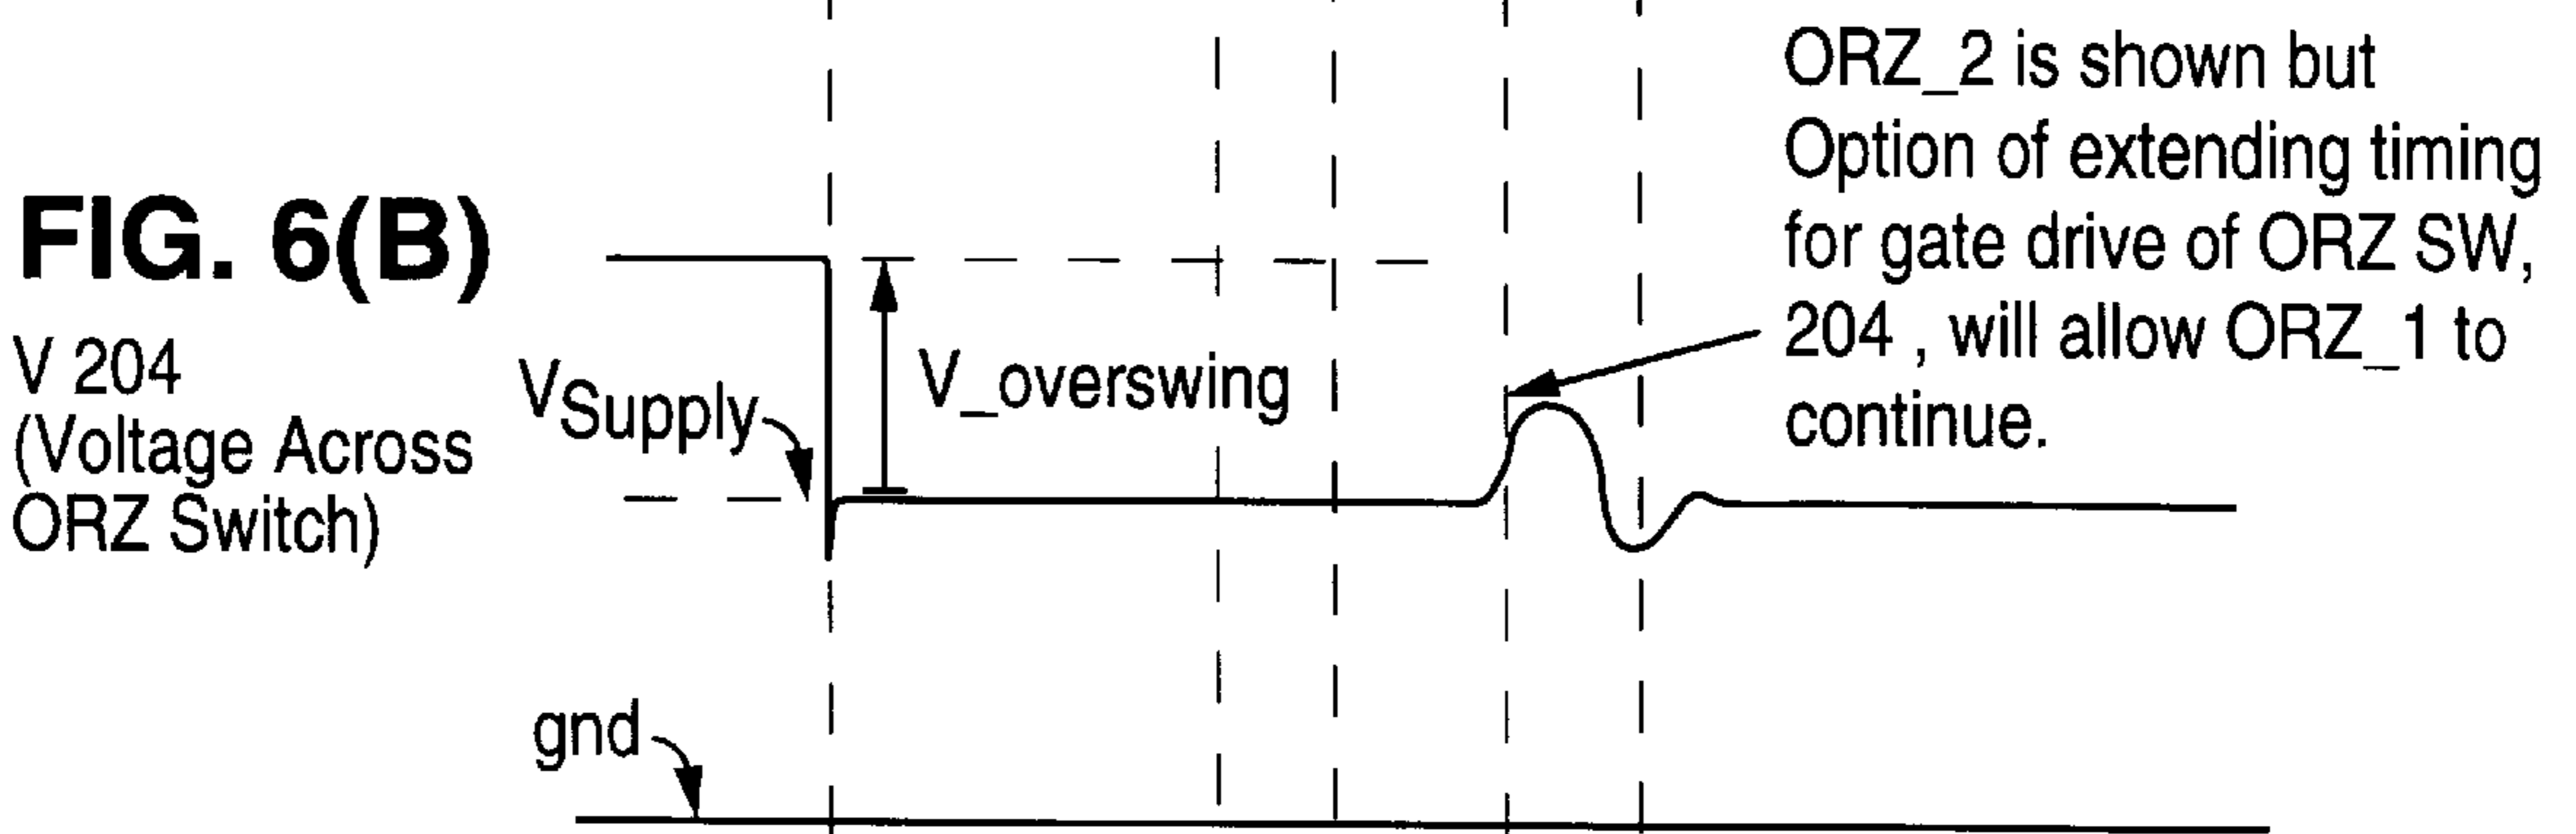 FIG. 6(B)
V 204
(Voltage Across
ORZ Switch)
VSupply
V_overswing
gnd
ORZ_2 is shown but
Option of extending timing
for gate drive of ORZ SW,
204 , will allow ORZ_1 to
continue.